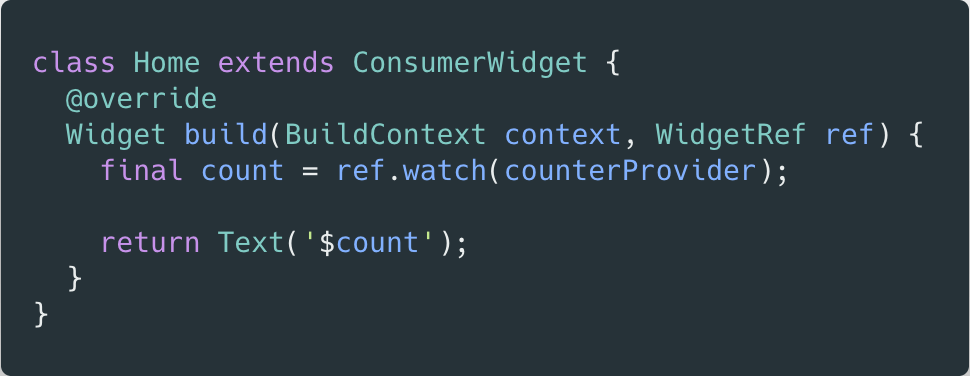 class Home extends ConsumerWidget {
  @override
  Widget build(BuildContext context, WidgetRef ref) {
    final count = ref.watch(counterProvider);

    return Text('$count');
  }
}